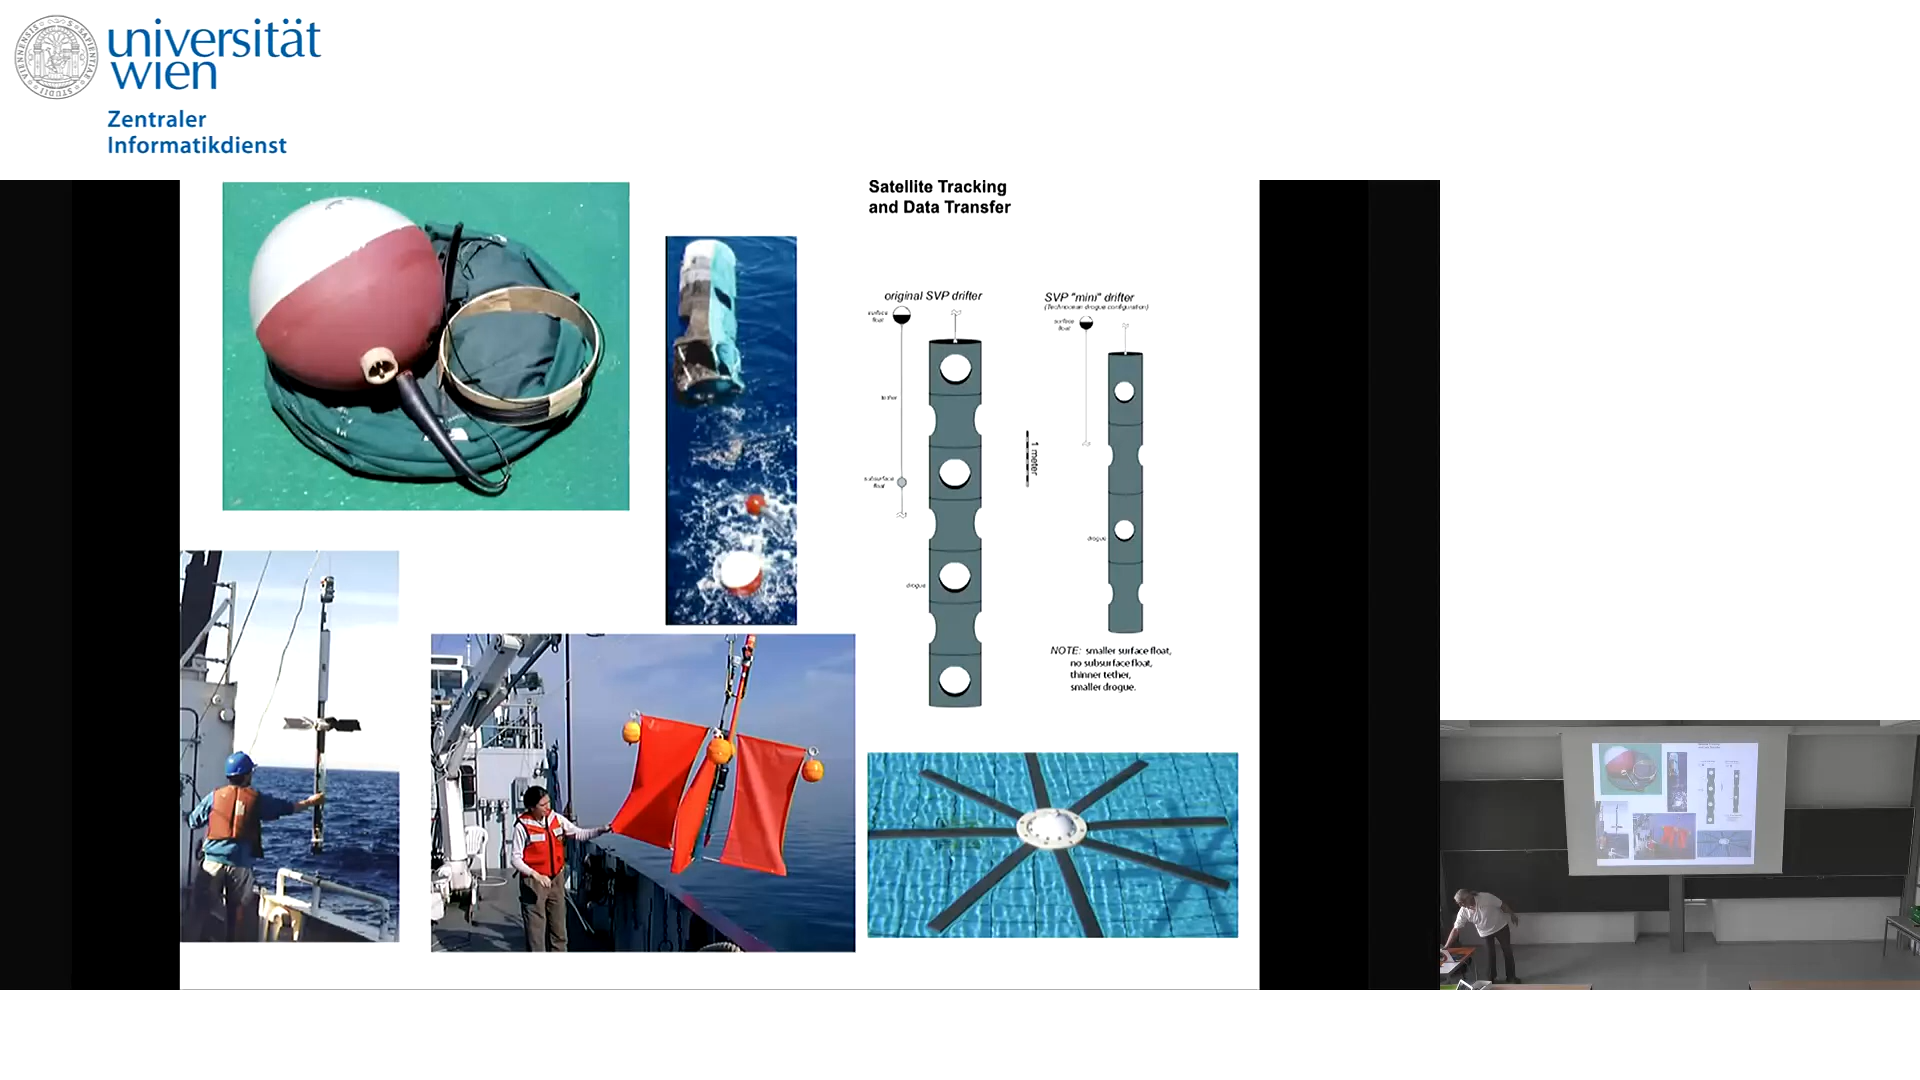 universität
wien
Zentraler
Informatikdienst
Satellite Tracking
and Data Transfer
original SVP drifter
surface
float
tether
subsurface
float
drogue
1 meter
SVP "mini" drifter
(Technocean drogue configuration)
surface
float
drogue
NOTE: smaller surface float,
no subsurface float,
thinner tether,
smaller drogue.